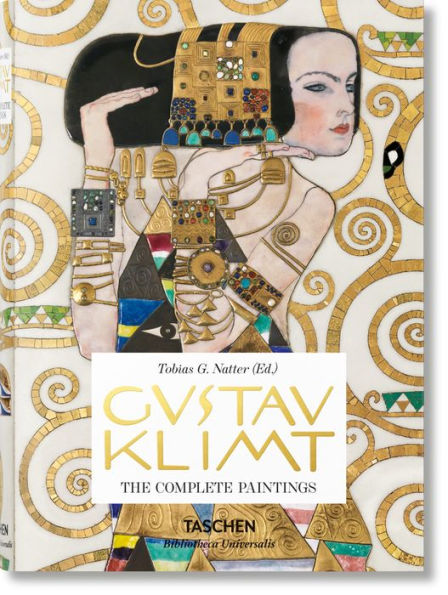 Tobias G. Natter (Ed.)
GUSTAV
KLIMT
THE COMPLETE PAINTINGS
TASCHEN
Bibliotheca Universalis